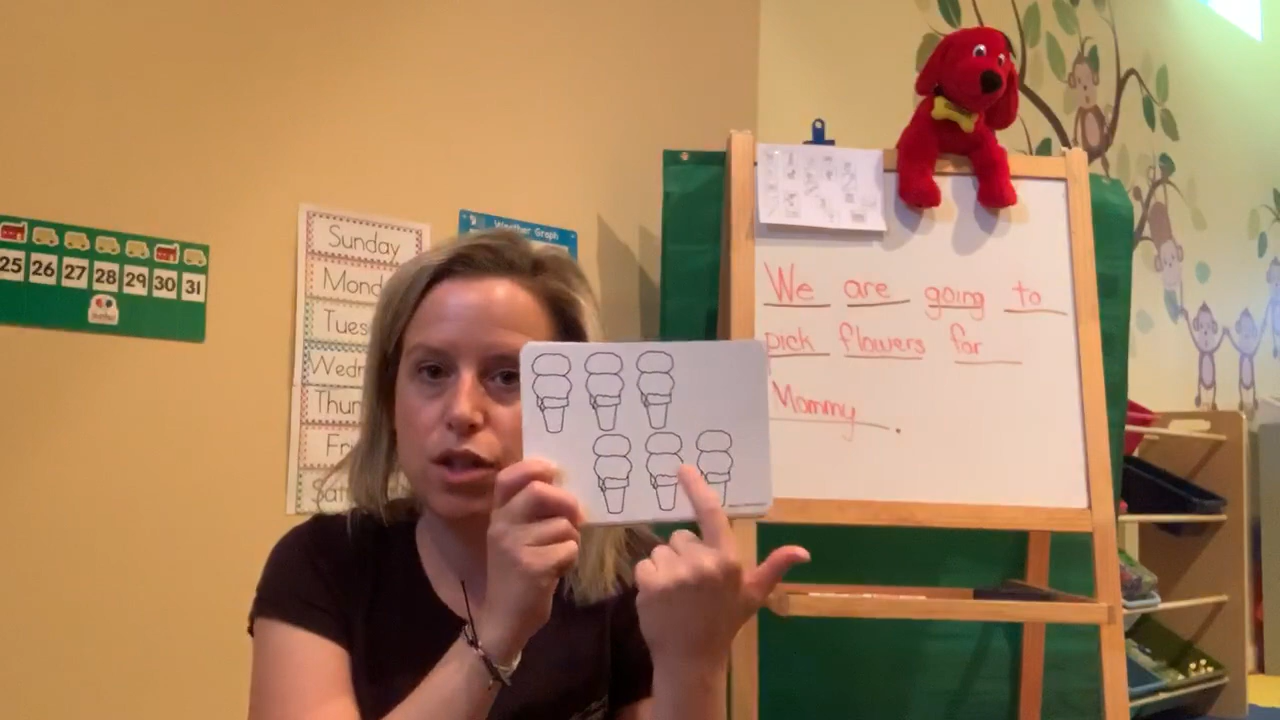 25 26 27 28 29 30 31
Sunday
Mond
Tues
Wedn
Thur
Fri
Satu
Weather Graph
We are going to
pick flowers for
Mommy.